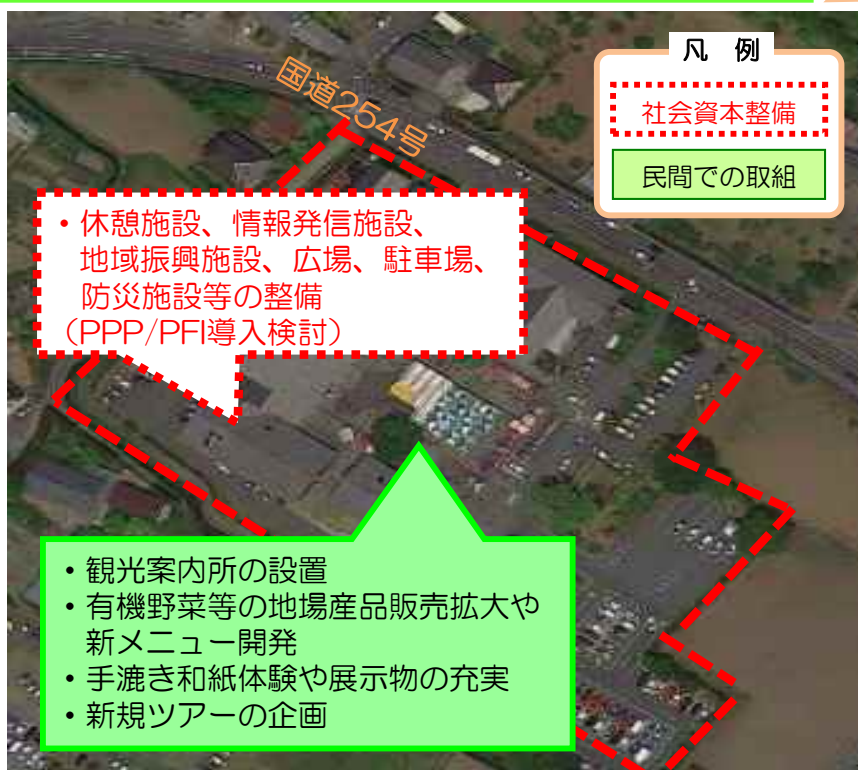 凡 例
社会資本整備
民間での取組
国道254号
・休憩施設、情報発信施設、
地域振興施設、広場、駐車場、
防災施設等の整備
（PPP/PFI導入検討）
・観光案内所の設置
・有機野菜等の地場産品販売拡大や
新メニュー開発
・手漉き和紙体験や展示物の充実
・新規ツアーの企画